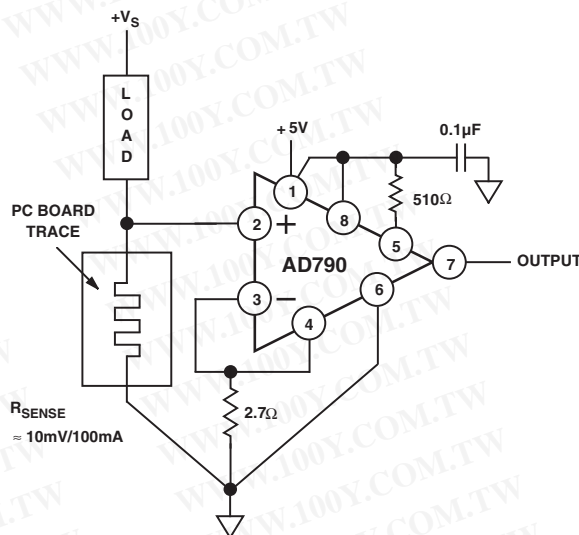 +VS
LOAD
PC BOARD
TRACE
RSENSE
≈ 10mV/100mA
+5V
0.1µF
510Ω
1
2
+
8
5
7
OUTPUT
AD790
3
–
6
4
2.7Ω
WWW.100Y.COM.TW